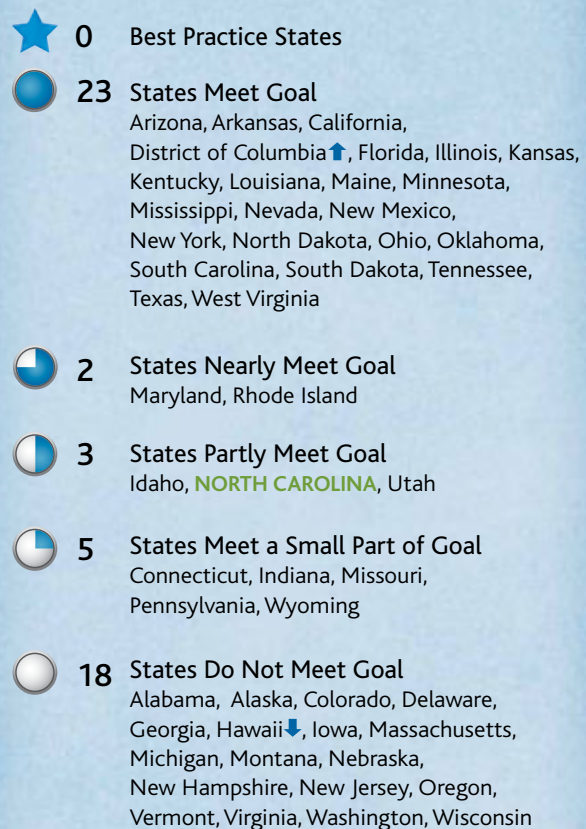 0 Best Practice States
23 States Meet Goal
Arizona, Arkansas, California,
District of Columbia⬆, Florida, Illinois, Kansas,
Kentucky, Louisiana, Maine, Minnesota,
Mississippi, Nevada, New Mexico,
New York, North Dakota, Ohio, Oklahoma,
South Carolina, South Dakota, Tennessee,
Texas, West Virginia
2 States Nearly Meet Goal
Maryland, Rhode Island
3 States Partly Meet Goal
Idaho, NORTH CAROLINA, Utah
5 States Meet a Small Part of Goal
Connecticut, Indiana, Missouri,
Pennsylvania, Wyoming
18 States Do Not Meet Goal
Alabama, Alaska, Colorado, Delaware,
Georgia, Hawaii⬇, Iowa, Massachusetts,
Michigan, Montana, Nebraska,
New Hampshire, New Jersey, Oregon,
Vermont, Virginia, Washington, Wisconsin